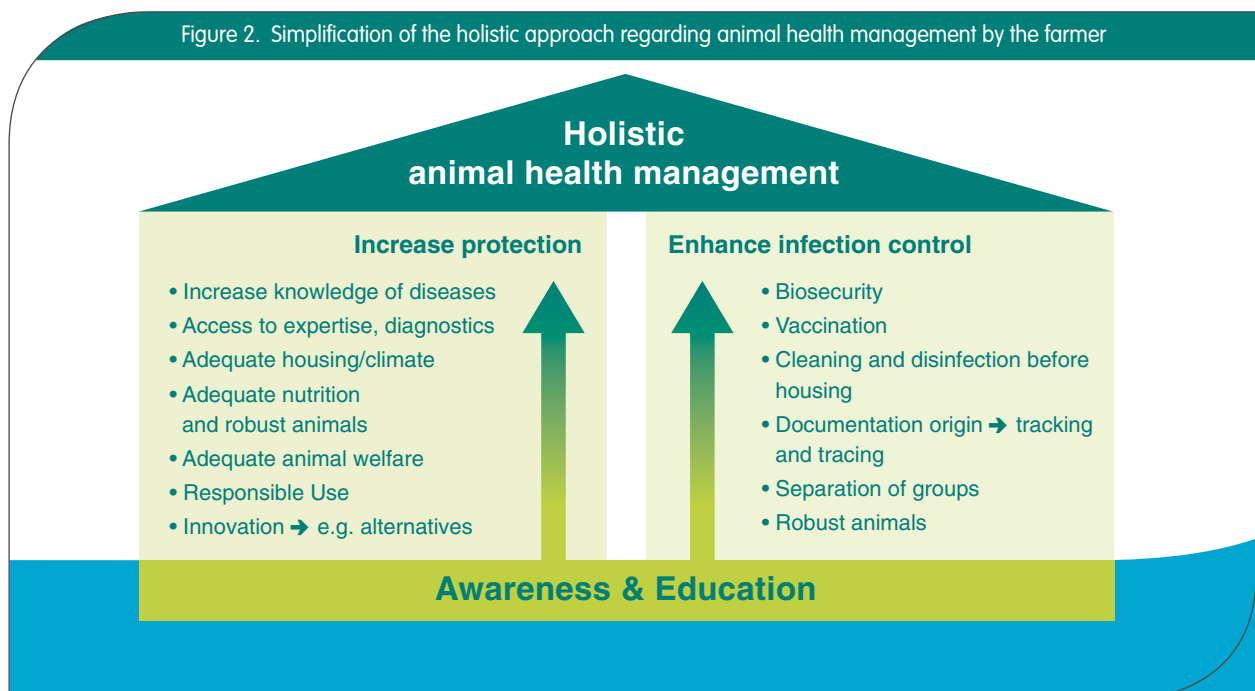 Figure 2. Simplification of the holistic approach regarding animal health management by the farmer
Holistic
animal health management
Increase protection
• Increase knowledge of diseases
• Access to expertise, diagnostics
• Adequate housing/climate
• Adequate nutrition
and robust animals
• Adequate animal welfare
• Responsible Use
• Innovation ➔ e.g. alternatives
Enhance infection control
• Biosecurity
• Vaccination
• Cleaning and disinfection before
housing
• Documentation origin ➔ tracking
and tracing
• Separation of groups
• Robust animals
Awareness & Education